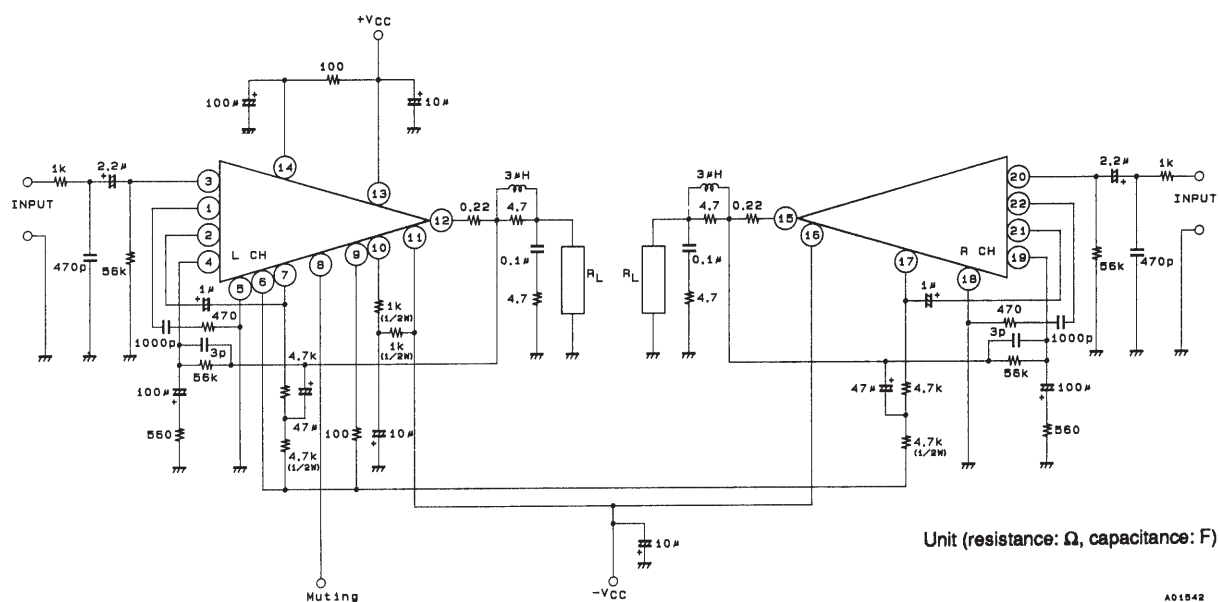 +VCC
100
100µ +
+ 10µ
14
13
1k
2.2µ
+
3
1
2
4
INPUT
470p
56k
L CH
5
6
7
8
9
10
11
12
0.22
3µH
4.7
0.1µ
4.7
RL
1µ
+
470
1000p
3p
56k
100µ
+
560
4.7k
+
47µ
4.7k
(1/2W)
100
1k
(1/2W)
1k
(1/2W)
10µ
+
Muting
3µH
4.7
0.22
15
16
RL
0.1µ
4.7
R CH
17
18
19
21
22
20
2.2µ
+
1k
INPUT
56k
470p
1µ
+
470
3p
1000p
56k
100µ
+
560
47µ
+
4.7k
4.7k
(1/2W)
10µ
+
−VCC
Unit (resistance: Ω, capacitance: F)
A01542